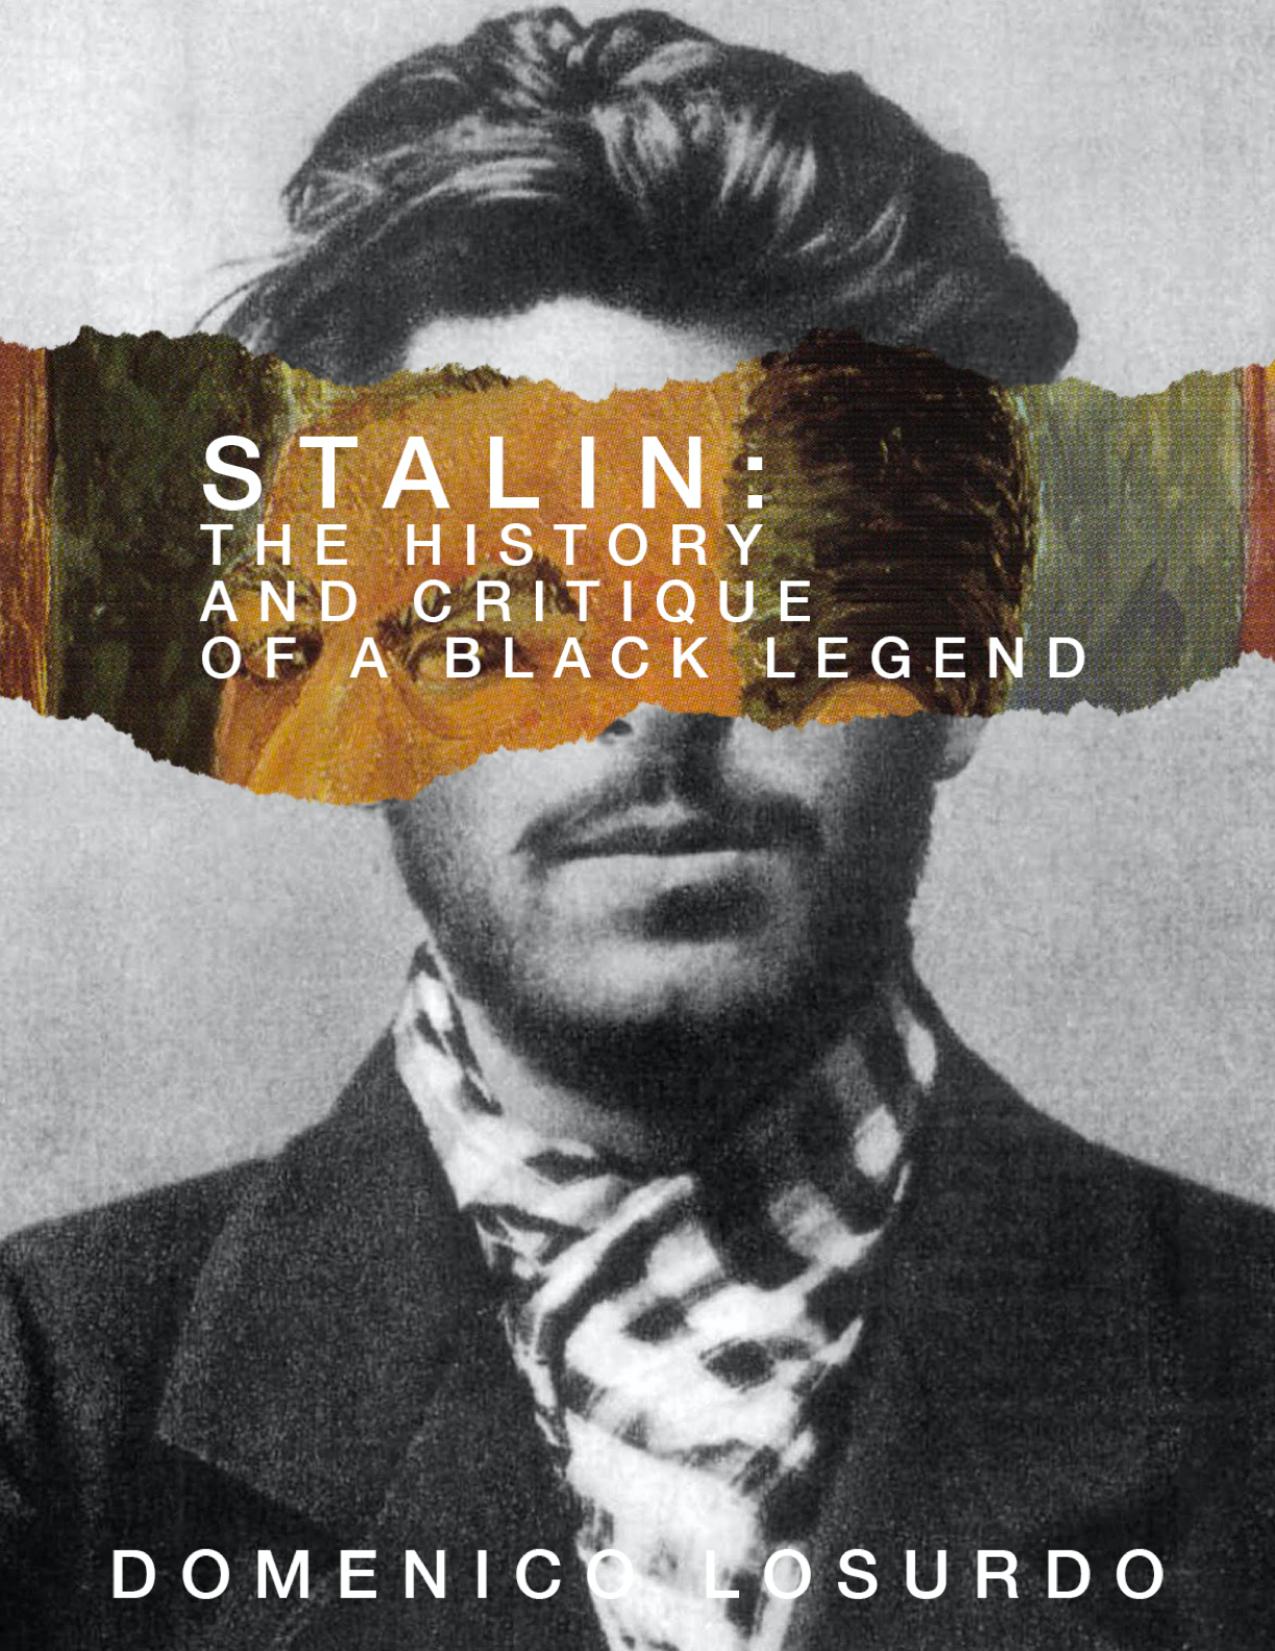 STALIN:
THE HISTORY
AND CRITIQUE
OF A BLACK LEGEND
DOMENICO LOSURDO